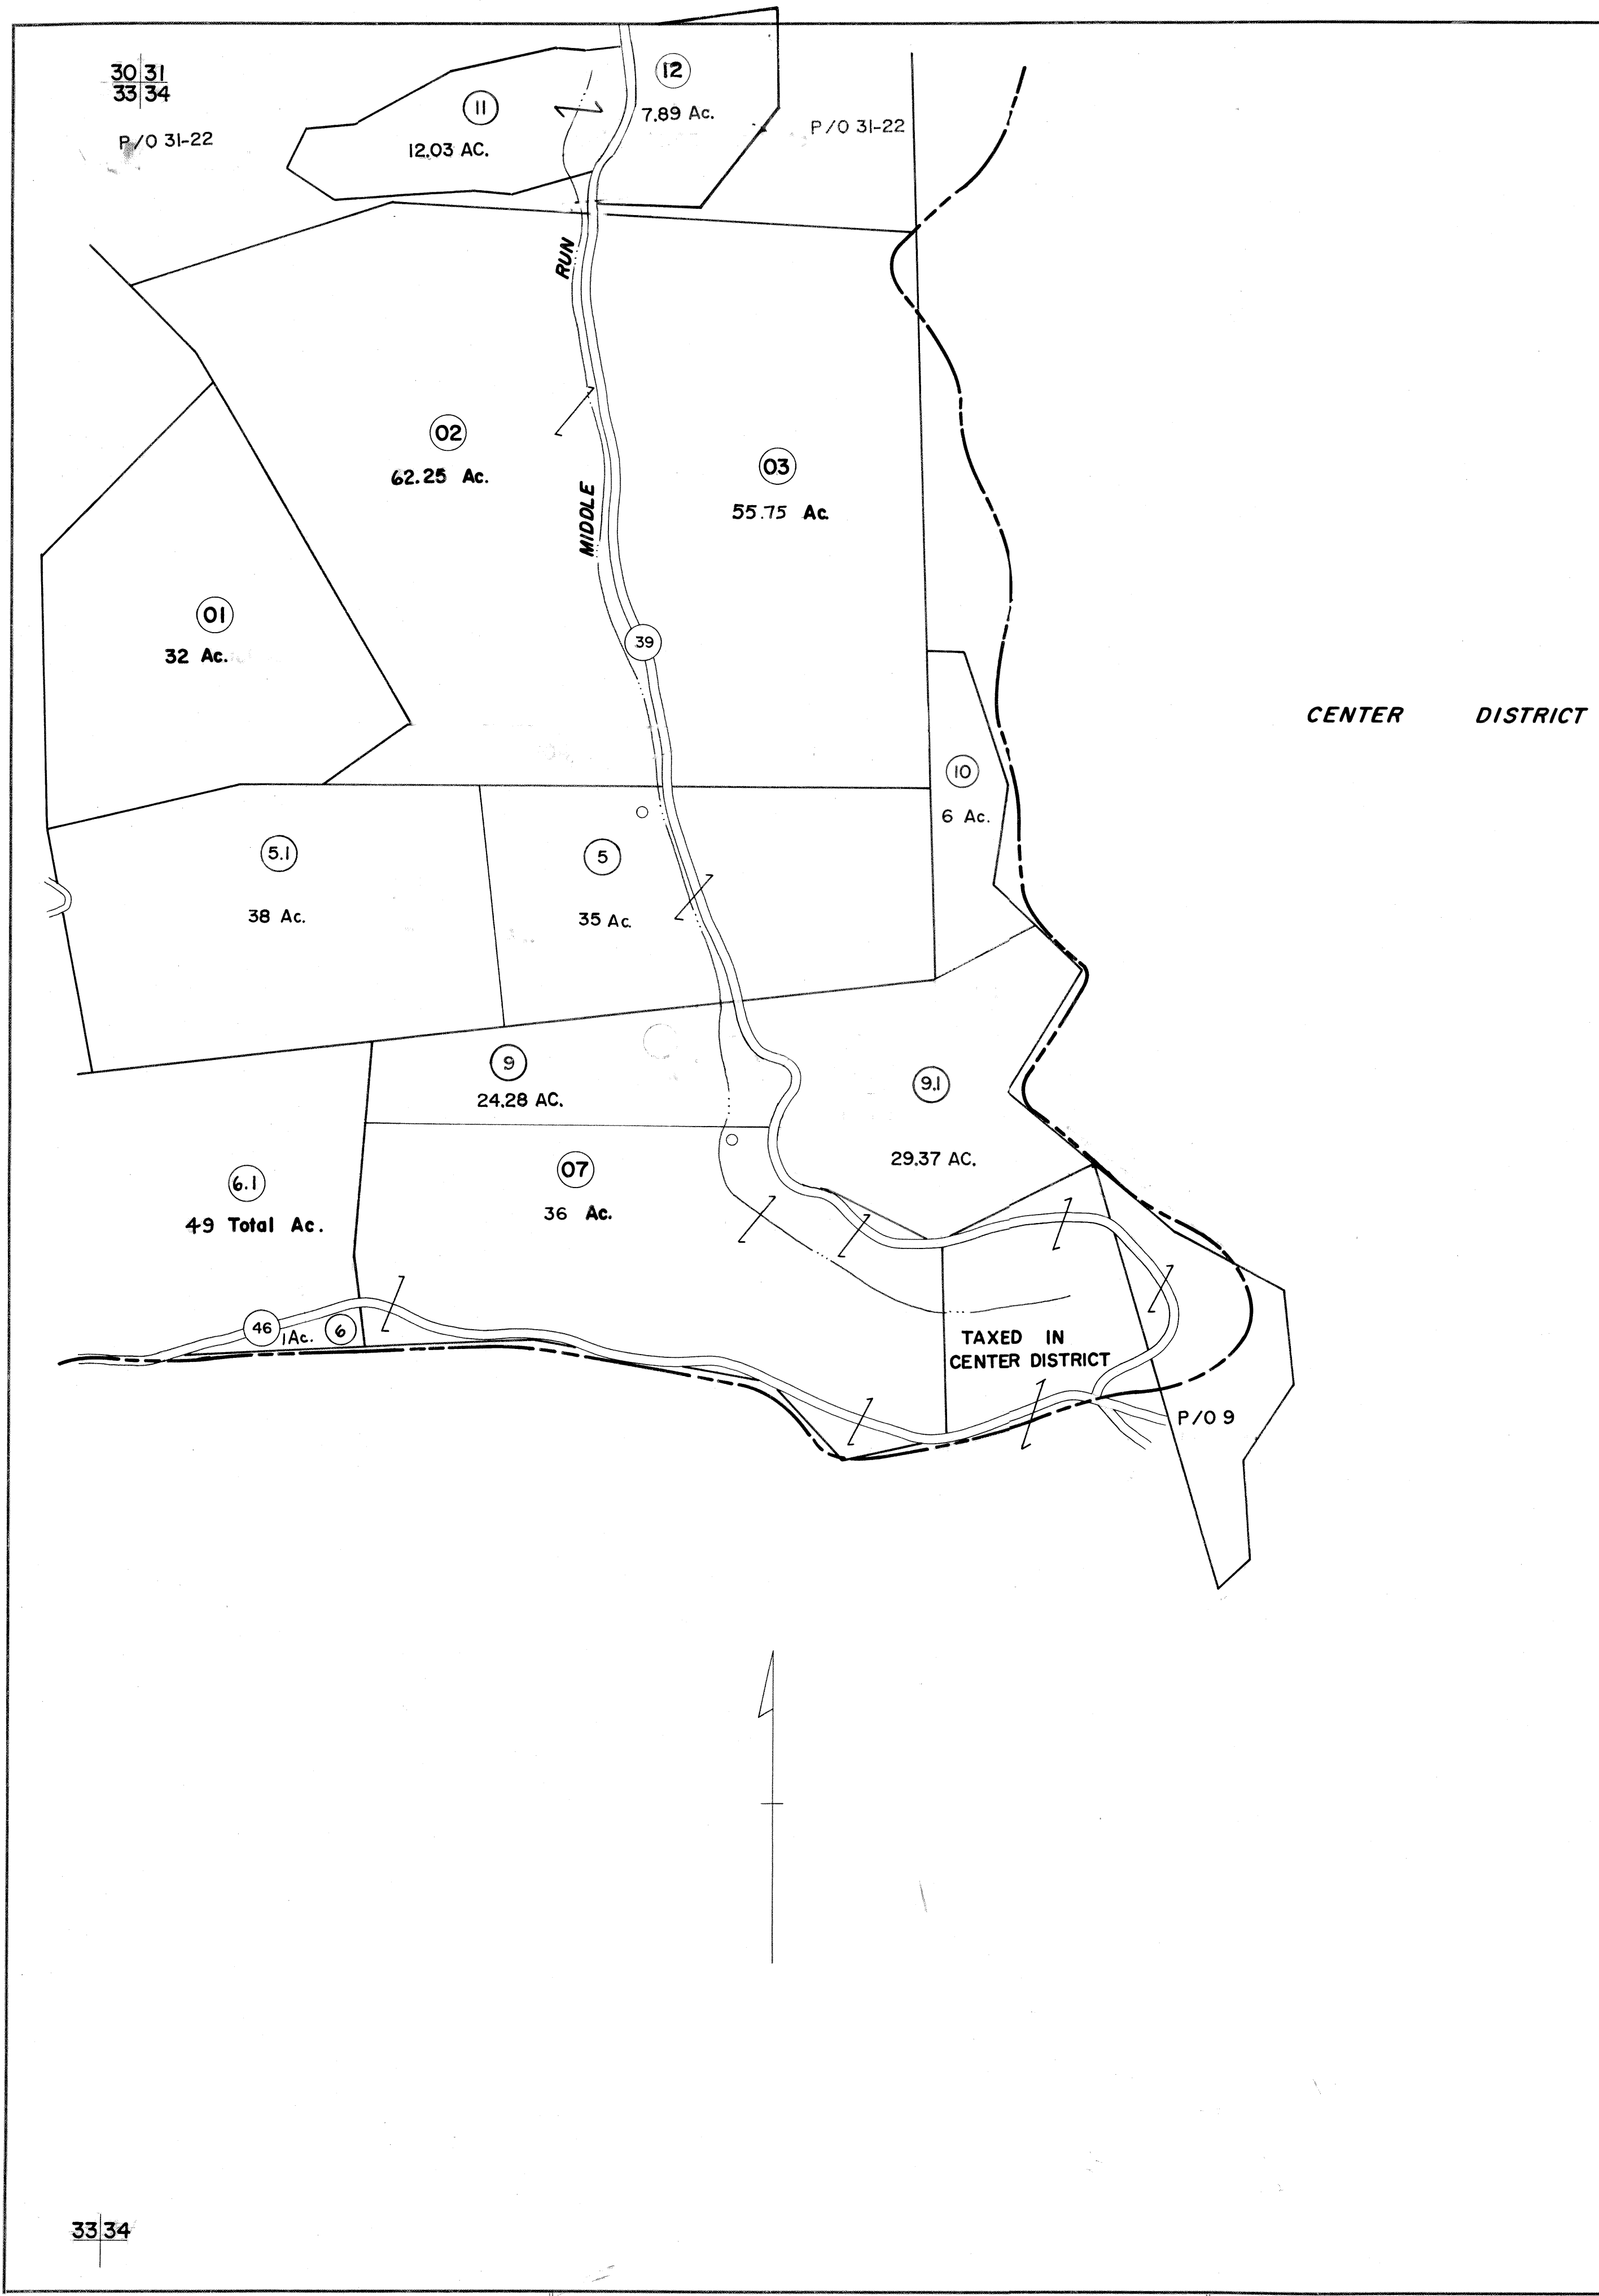 30 31
33 34
P/O 31-22
11
12.03 AC.
12
7.89 Ac.
P/O 31-22
RUN
02
62.25 Ac.
MIDDLE
03
55.75 Ac.
01
32 Ac.
39
CENTER DISTRICT
10
6 Ac.
5.1
38 Ac.
5
35 Ac.
9
24.28 AC.
9.1
29.37 AC.
6.1
49 Total Ac.
07
36 Ac.
46
1Ac.
6
TAXED IN
CENTER DISTRICT
P/O 9
33 34